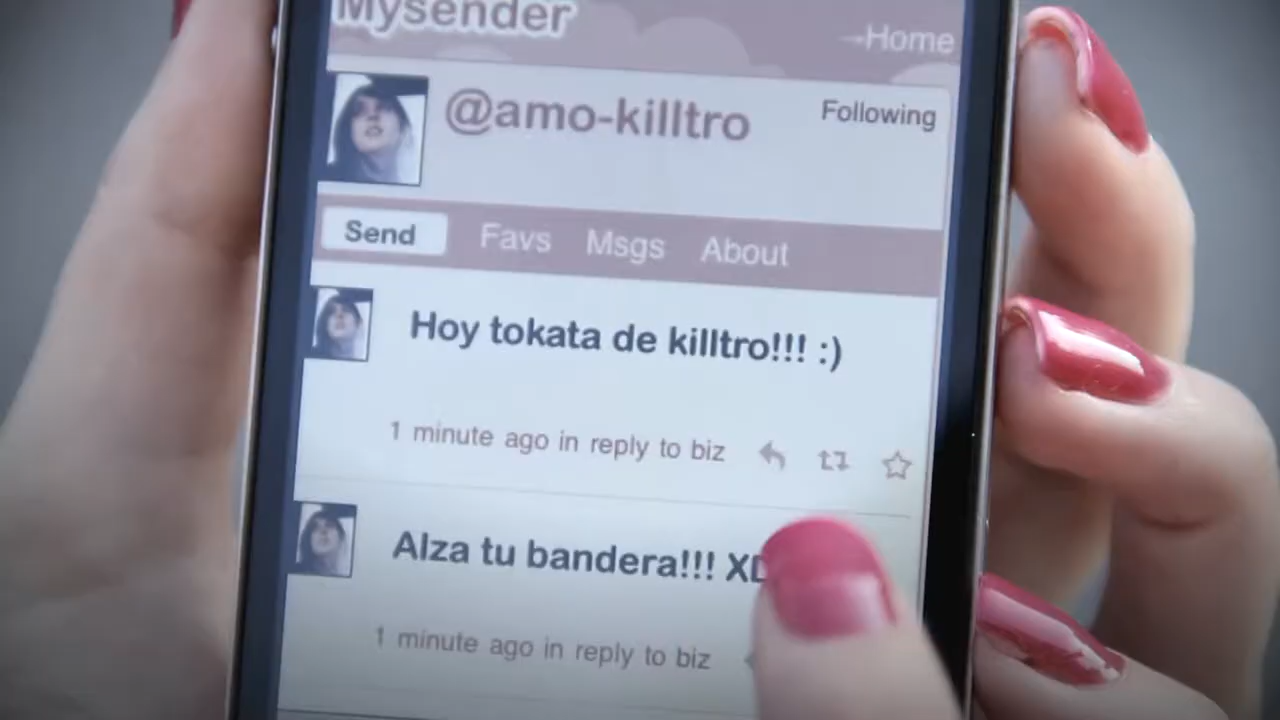 Mysender
→Home
@amo-killtro
Following
Send Favs Msgs About
Hoy tokata de killtro!!! :)
1 minute ago in reply to biz
Alza tu bandera!!! XD
1 minute ago in reply to biz